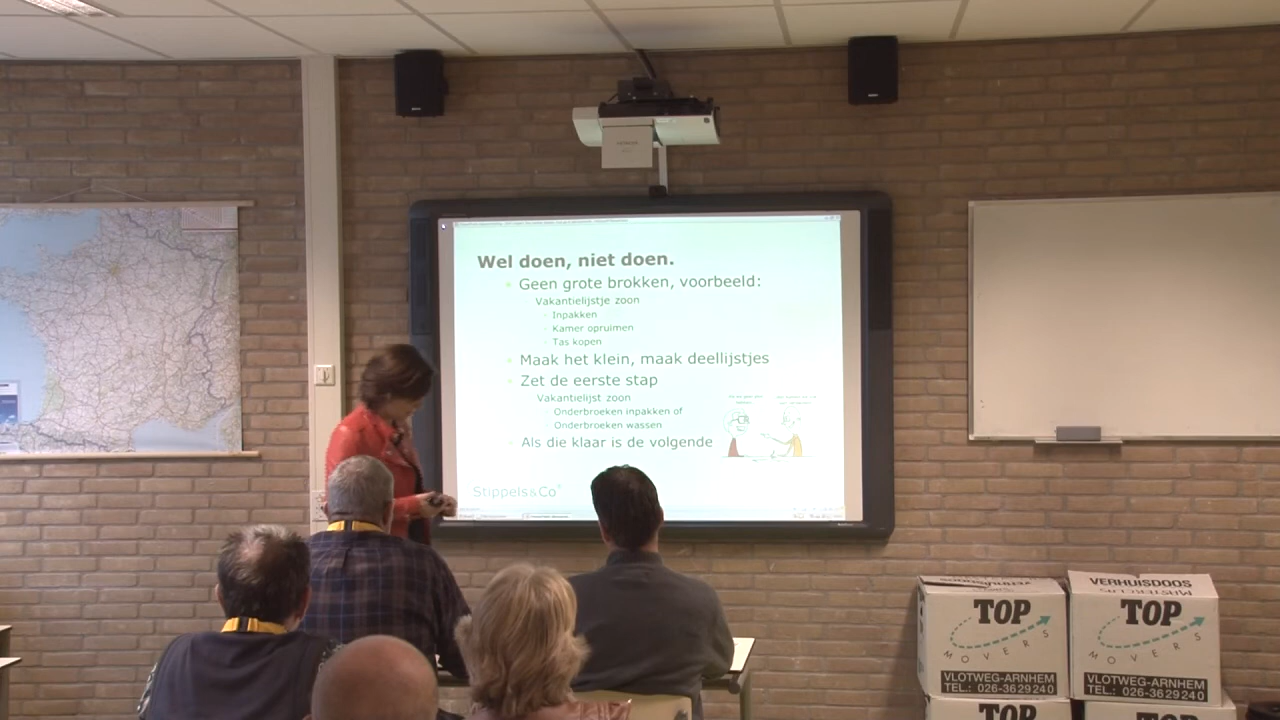 Wel doen, niet doen.
Geen grote brokken, voorbeeld:
Vakantielijstje zoon
Inpakken
Kamer opruimen
Tas kopen
Maak het klein, maak deellijstjes
Zet de eerste stap
Vakantielijst zoon
Onderbroeken inpakken of
Onderbroeken wassen
Als die klaar is de volgende
Stippels&Co®
HITACHI
TOP
MOVERS
VLOTWEG-ARNHEM
TEL.: 026-3629240
VERHUISDOOS
TOP
MOVERS
VLOTWEG-ARNHEM
TEL.: 026-3629240
TOP
TOP